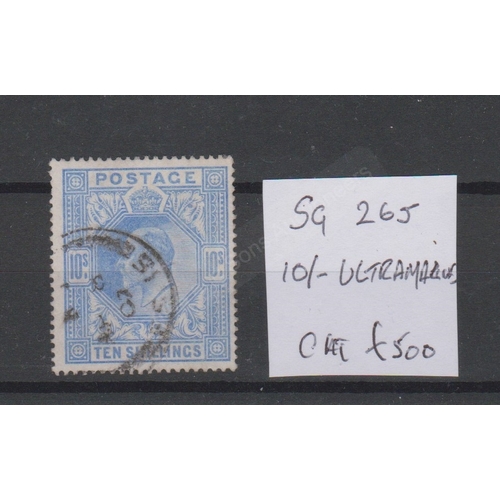 POSTAGE
10S 10S
TEN SHILLINGS
SG 265
10/- ULTRAMARINE
CAT £500